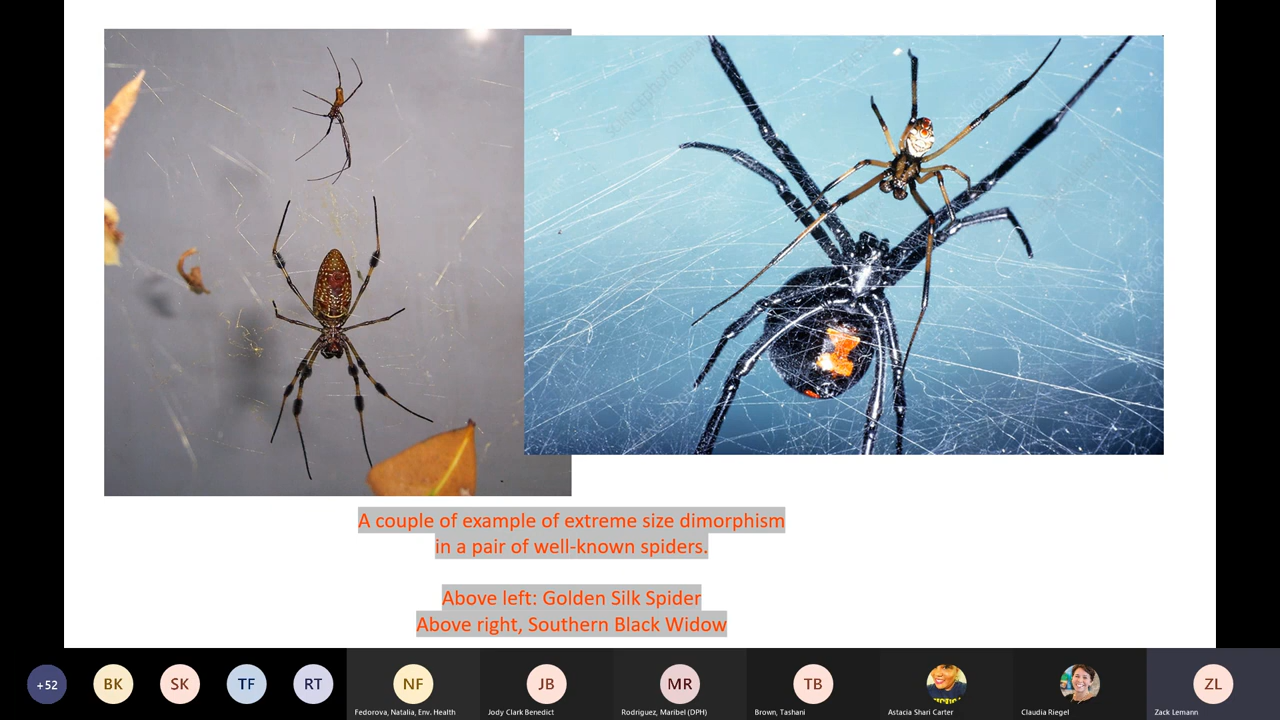 A couple of example of extreme size dimorphism
in a pair of well-known spiders.
Above left: Golden Silk Spider
Above right, Southern Black Widow
+52
BK
SK
TF
RT
NF
JB
MR
TB
ZL
Fedorova, Natalia, Env. Health
Jody Clark Benedict
Rodriguez, Maribel (DPH)
Brown, Tashani
Astacia Shari Carter
Claudia Riegel
Zack Lemann